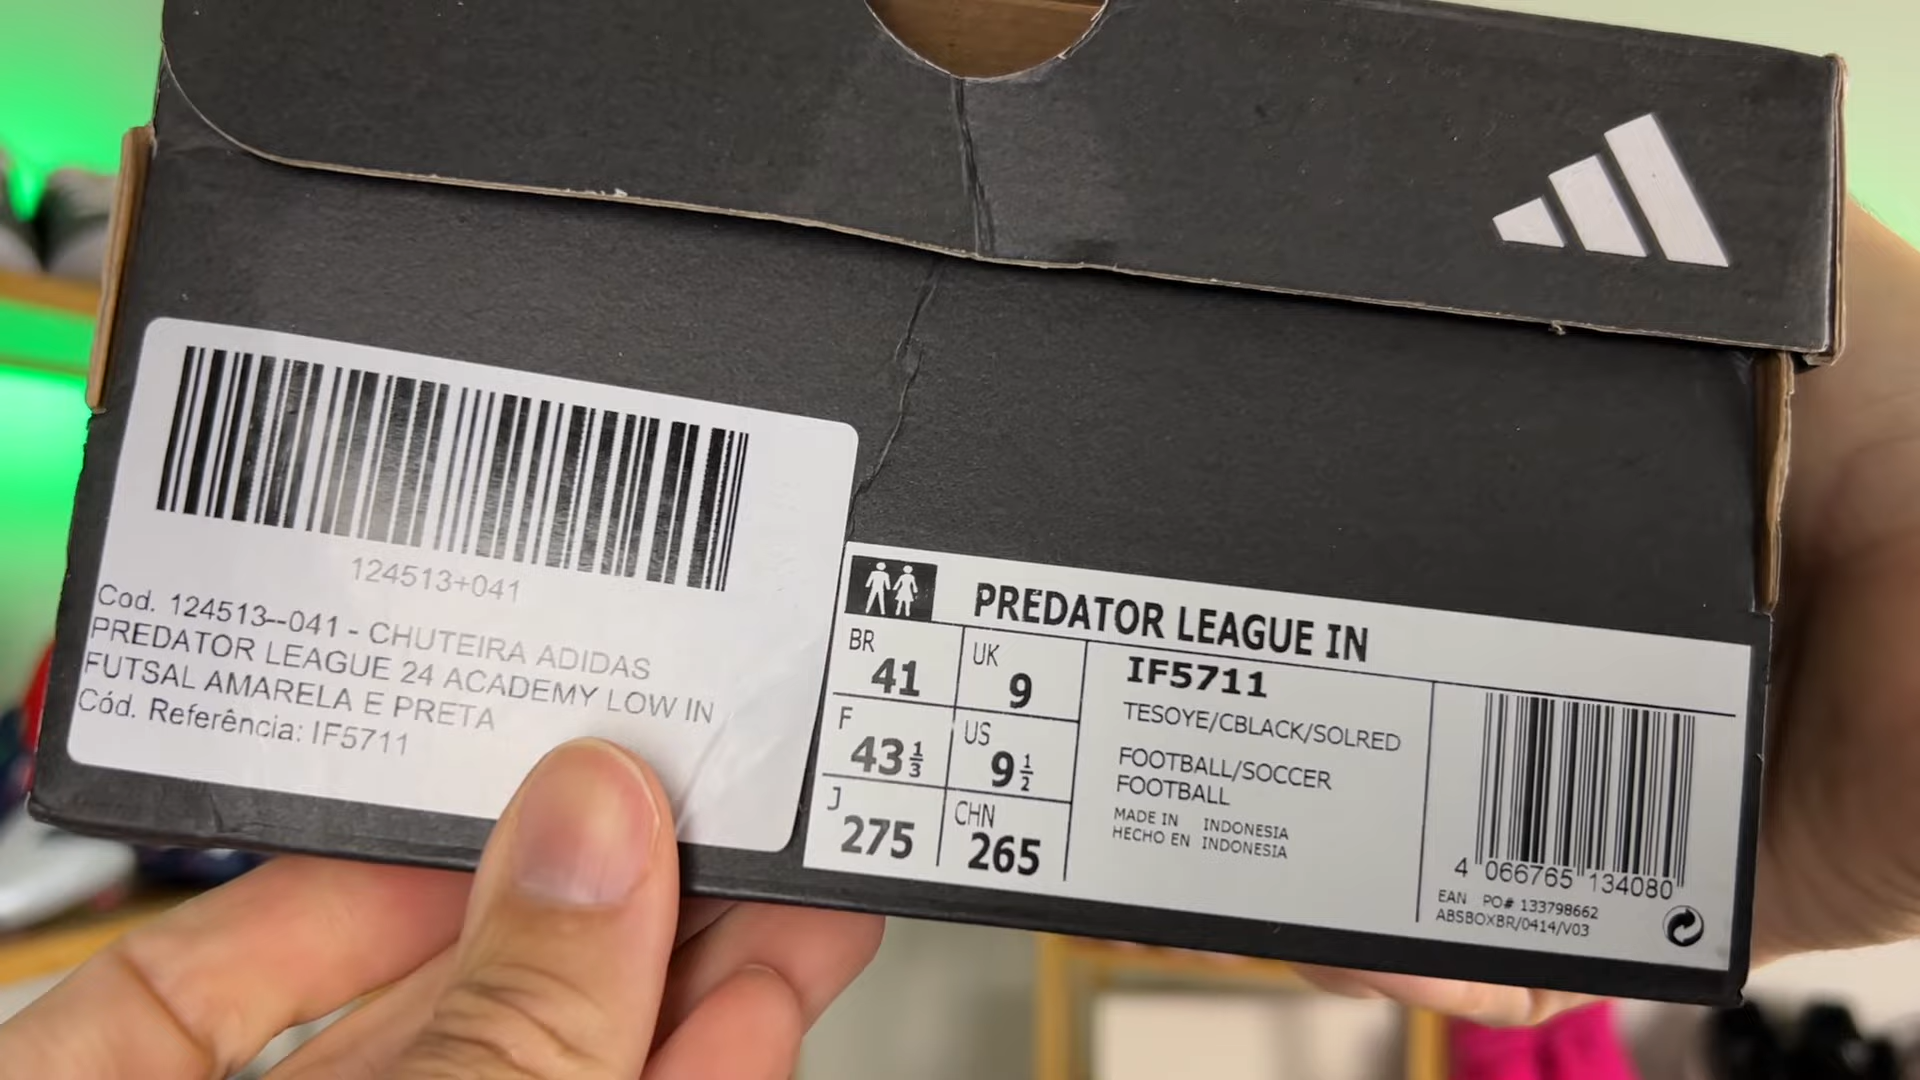 124513+041
Cod. 124513--041 - CHUTEIRA ADIDAS
PREDATOR LEAGUE 24 ACADEMY LOW IN
FUTSAL AMARELA E PRETA
Cód. Referência: IF5711
PREDATOR LEAGUE IN
BR 41
UK 9
F 43 1/3
US 9 1/2
J 275
CHN 265
IF5711
TESOYE/CBLACK/SOLRED
FOOTBALL/SOCCER
FOOTBALL
MADE IN INDONESIA
HECHO EN INDONESIA
4 066765 134080
EAN PO# 133798662
ABSBOXBR/0414/V03